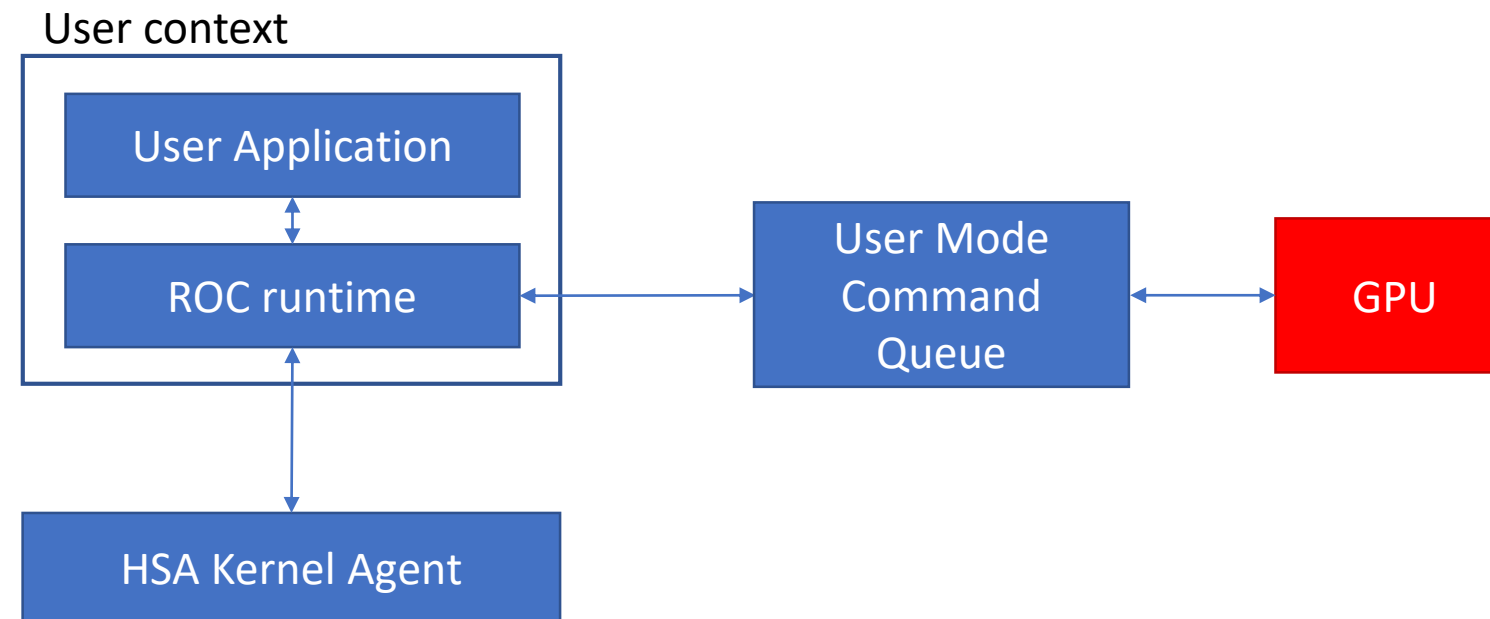 User context
User Application
ROC runtime
User Mode
Command
Queue
GPU
HSA Kernel Agent